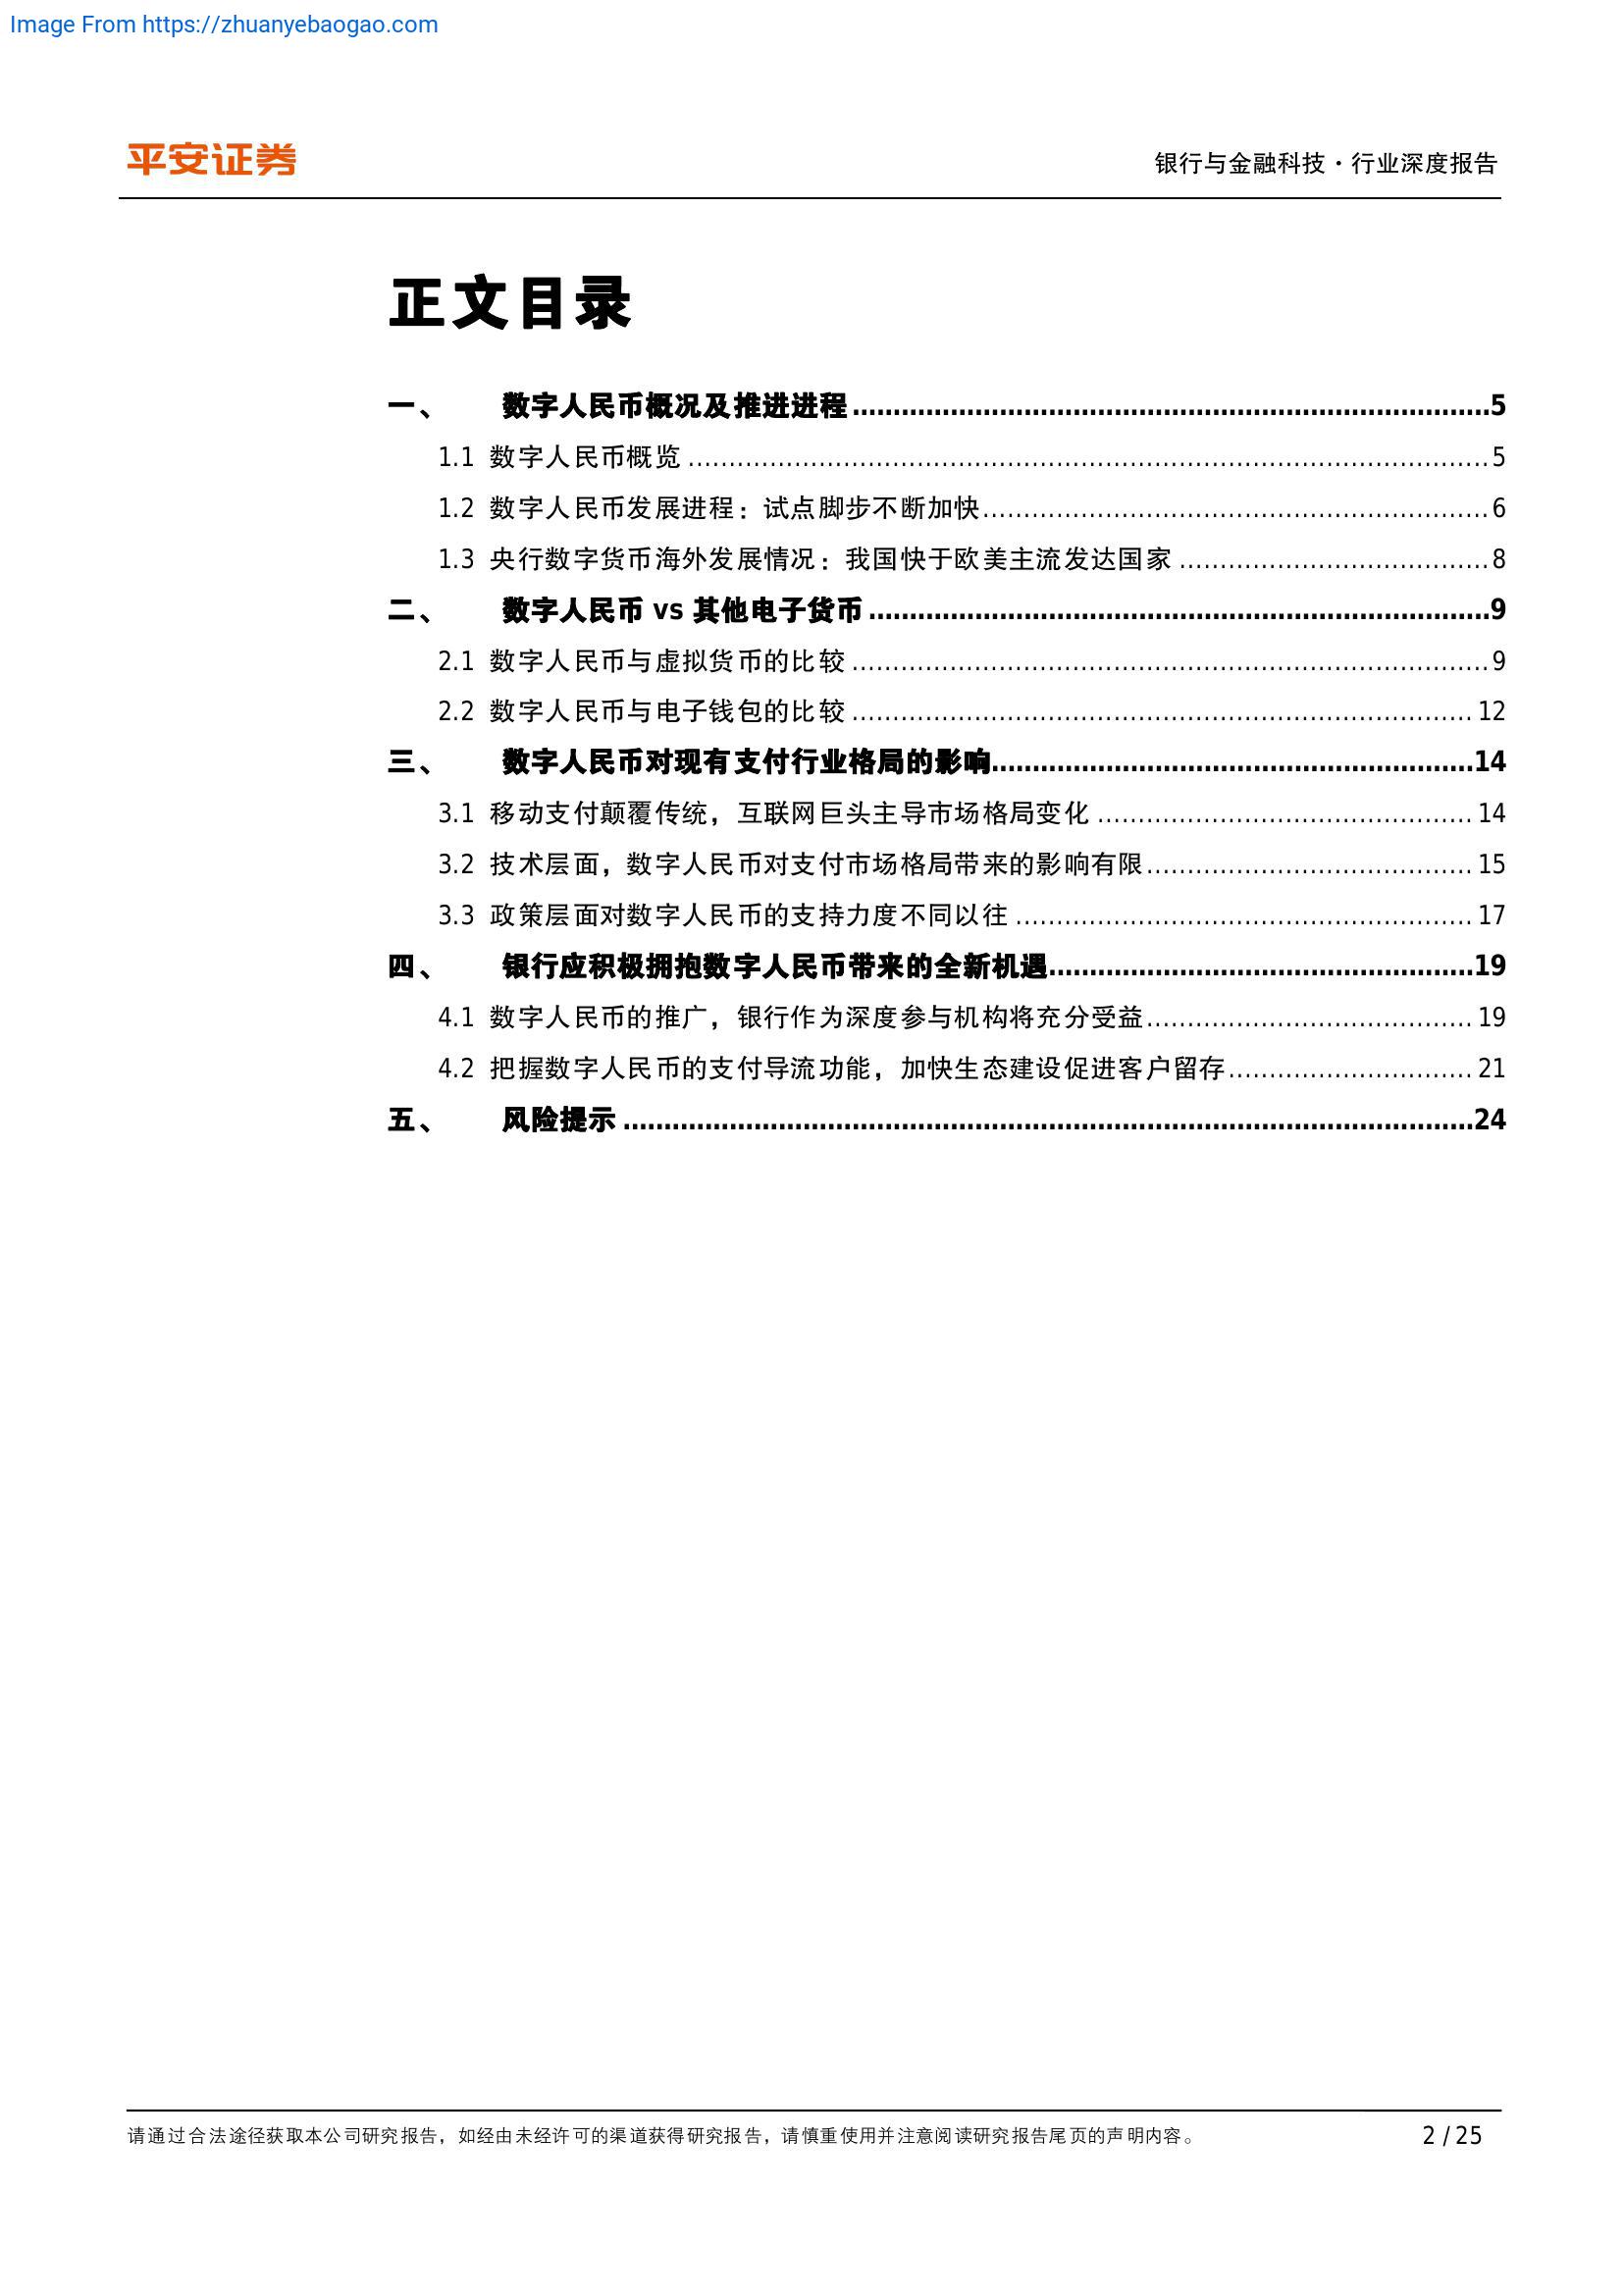 Image From https://zhuanyebaogao.com
平安证券
银行与金融科技·行业深度报告
正文目录
一、 数字人民币概况及推进进程 5
1.1 数字人民币概览 5
1.2 数字人民币发展进程：试点脚步不断加快 6
1.3 央行数字货币海外发展情况：我国快于欧美主流发达国家 8
二、 数字人民币 vs 其他电子货币 9
2.1 数字人民币与虚拟货币的比较 9
2.2 数字人民币与电子钱包的比较 12
三、 数字人民币对现有支付行业格局的影响 14
3.1 移动支付颠覆传统，互联网巨头主导市场格局变化 14
3.2 技术层面，数字人民币对支付市场格局带来的影响有限 15
3.3 政策层面对数字人民币的支持力度不同以往 17
四、 银行应积极拥抱数字人民币带来的全新机遇 19
4.1 数字人民币的推广，银行作为深度参与机构将充分受益 19
4.2 把握数字人民币的支付导流功能，加快生态建设促进客户留存 21
五、 风险提示 24
请通过合法途径获取本公司研究报告，如经由未经许可的渠道获得研究报告，请慎重使用并注意阅读研究报告尾页的声明内容。 2 / 25